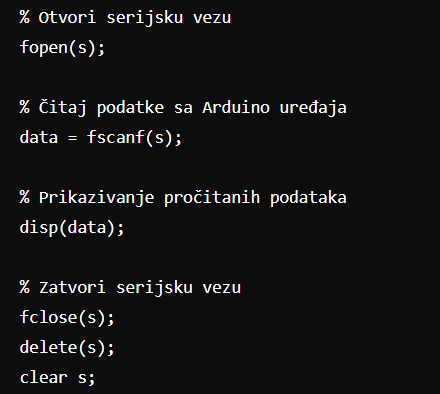 % Otvori serijsku vezu
fopen(s);
% Čitaj podatke sa Arduino uređaja
data = fscanf(s);
% Prikazivanje pročitanih podataka
disp(data);
% Zatvori serijsku vezu
fclose(s);
delete(s);
clear s;